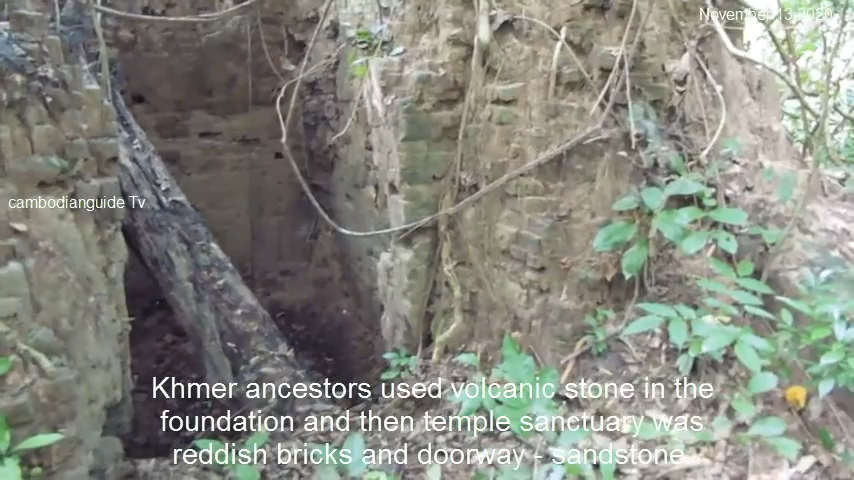 November 13 2020
cambodianguide Tv
Khmer ancestors used volcanic stone in the
foundation and then temple sanctuary was
reddish bricks and doorway - sandstone